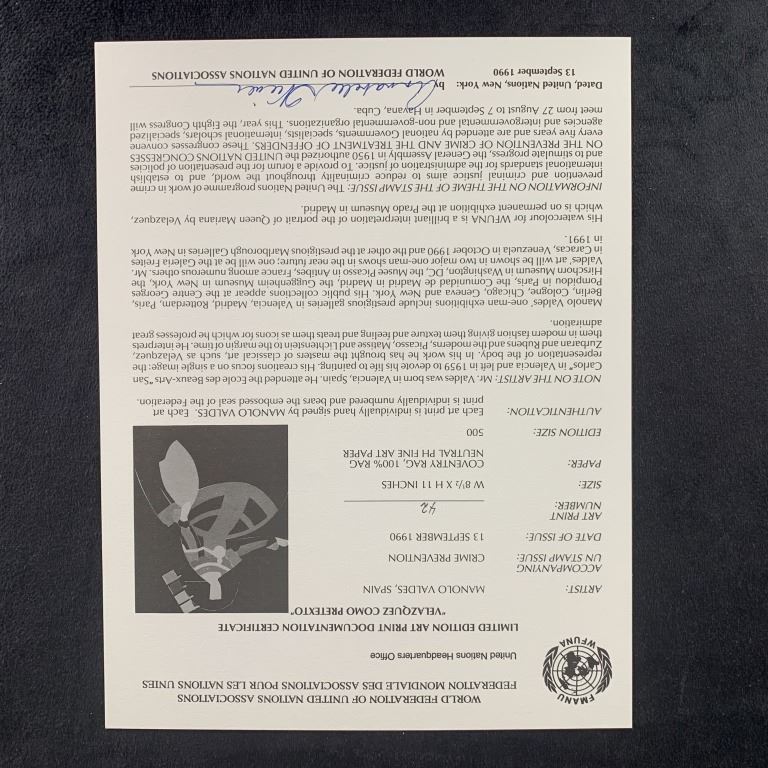 WORLD FEDERATION OF UNITED NATIONS ASSOCIATIONS
FEDERATION MONDIALE DES ASSOCIATIONS POUR LES NATIONS UNIES
FMANU
WFUNA
United Nations Headquarters Office
LIMITED EDITION ART PRINT DOCUMENTATION CERTIFICATE
"VELAZQUEZ COMO PRETEXTO"
ARTIST: MANOLO VALDES, SPAIN
ACCOMPANYING
UN STAMP ISSUE: CRIME PREVENTION
DATE OF ISSUE: 13 SEPTEMBER 1990
ART PRINT
NUMBER: 42
SIZE: W 8½ X H 11 INCHES
PAPER: COVENTRY RAG, 100% RAG
NEUTRAL PH FINE ART PAPER
EDITION SIZE: 500
AUTHENTICATION: Each art print is individually hand signed by MANOLO VALDES. Each art
print is individually numbered and bears the embossed seal of the Federation.
NOTE ON THE ARTIST: Mr. Valdes was born in Valencia, Spain. He attended the Ecole des Beaux-Arts "San
Carlos" in Valencia and left in 1959 to devote his life to painting. His creations focus on a single image: the
representation of the body. In his work he has brought the masters of classical art, such as Velazquez,
Zurbaran and Rubens and the moderns, Picasso, Matisse and Lichtenstein to the margin of time. He interprets
them in modern fashion giving them texture and feeling and treats them as icons for which he professes great
admiration.
Manolo Valdes' one-man exhibitions include prestigious galleries in Valencia, Madrid, Rotterdam, Paris,
Berlin, Cologne, Chicago, Geneva and New York. His public collections appear at the Centre Georges
Pompidou in Paris, the Comunidad de Madrid in Madrid, the Guggenheim Museum in New York, the
Hirschorn Museum in Washington, DC, the Musee Picasso in Antibes, France among numerous others. Mr.
Valdes' art will be shown in two major one-man shows in the near future; one will be at the Galeria Freites
in Caracas, Venezuela in October 1990 and the other at the prestigious Marlborough Galleries in New York
in 1991.
His watercolour for WFUNA is a brilliant interpretation of the portrait of Queen Mariana by Velazquez,
which is on permanent exhibition at the Prado Museum in Madrid.
INFORMATION ON THE THEME OF THE STAMP ISSUE: The United Nations programme of work in crime
prevention and criminal justice aims to reduce criminality throughout the world, and to establish
international standards for the administration of justice. To provide a forum for the presentation of policies
and to stimulate progress, the General Assembly in 1950 authorized the UNITED NATIONS CONGRESSES
ON THE PREVENTION OF CRIME AND THE TREATMENT OF OFFENDERS. These congresses convene
every five years and are attended by national Governments, specialists, international scholars, specialized
agencies and intergovernmental and non-governmental organizations. This year, the Eighth Congress will
meet from 27 August to 7 September in Havana, Cuba.
Dated, United Nations, New York: by Annabelle Wiener
13 September 1990 WORLD FEDERATION OF UNITED NATIONS ASSOCIATIONS